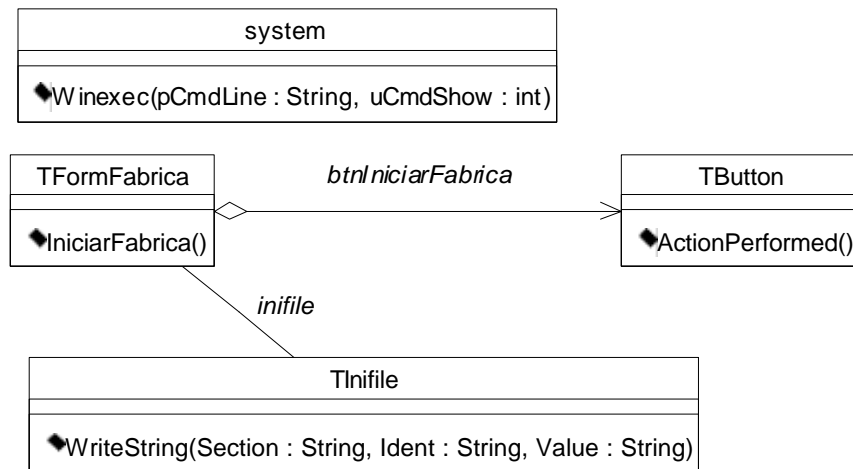 system
Winexec(pCmdLine : String, uCmdShow : int)
TFormFabrica
btnIniciarFabrica
TButton
IniciarFabrica()
ActionPerformed()
inifile
TInifile
WriteString(Section : String, Ident : String, Value : String)